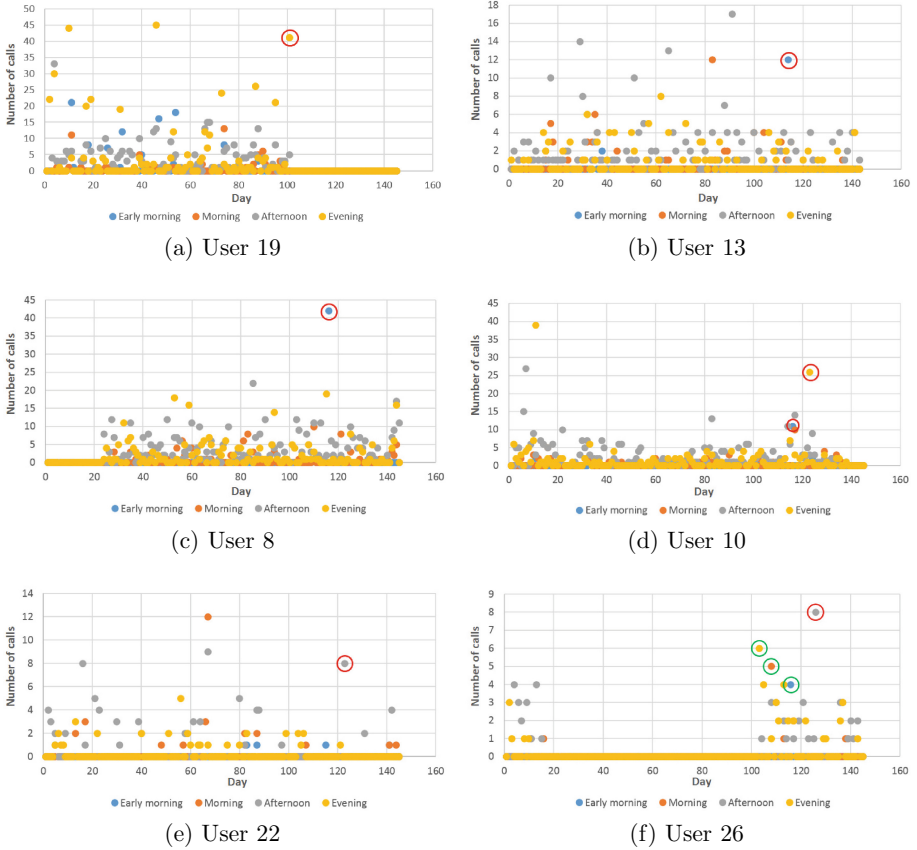 50
45
40
35
30
25
20
15
10
5
0
Number of calls
0 20 40 60 80 100 120 140 160
Day
Early morning Morning Afternoon Evening
(a) User 19
18
16
14
12
10
8
6
4
2
0
Number of calls
0 20 40 60 80 100 120 140 160
Day
Early morning Morning Afternoon Evening
(b) User 13
45
40
35
30
25
20
15
10
5
0
Number of calls
0 20 40 60 80 100 120 140 160
Day
Early morning Morning Afternoon Evening
(c) User 8
45
40
35
30
25
20
15
10
5
0
Number of calls
0 20 40 60 80 100 120 140 160
Day
Early morning Morning Afternoon Evening
(d) User 10
14
12
10
8
6
4
2
0
Number of calls
0 20 40 60 80 100 120 140 160
Day
Early morning Morning Afternoon Evening
(e) User 22
9
8
7
6
5
4
3
2
1
0
Number of calls
0 20 40 60 80 100 120 140 160
Day
Early morning Morning Afternoon Evening
(f) User 26